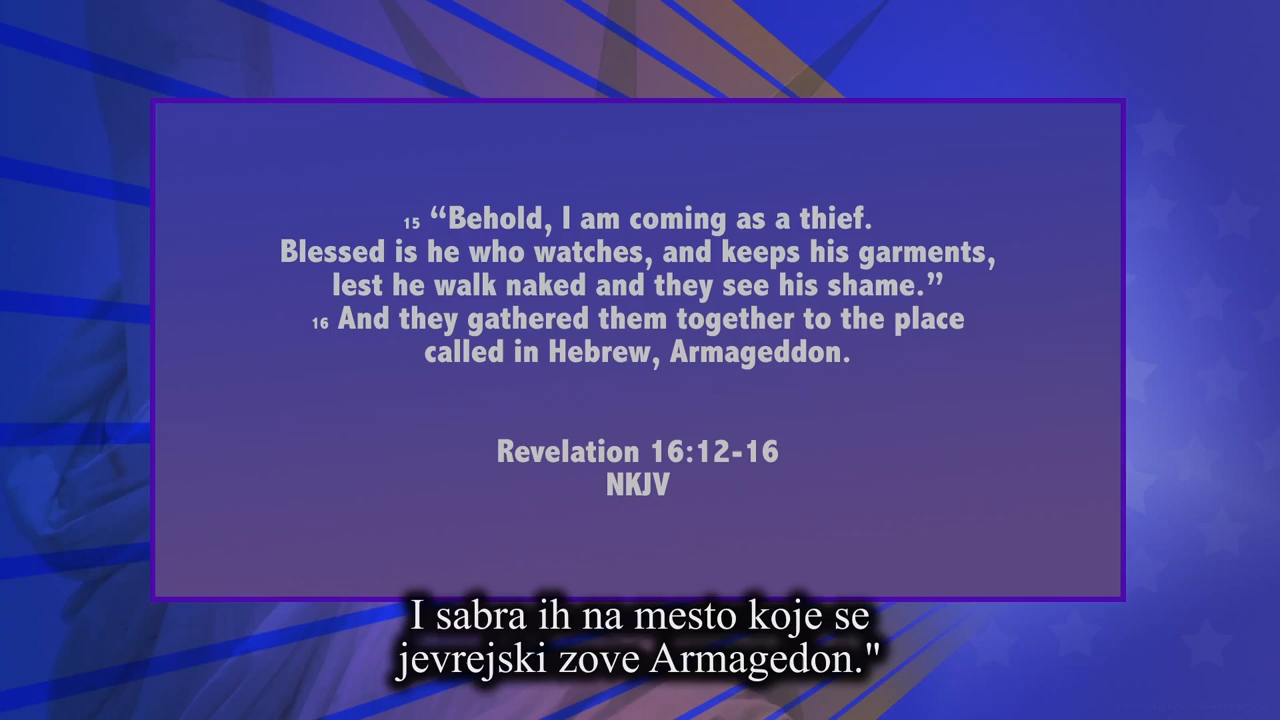 15 “Behold, I am coming as a thief.
Blessed is he who watches, and keeps his garments,
lest he walk naked and they see his shame.”
16 And they gathered them together to the place
called in Hebrew, Armageddon.
Revelation 16:12-16
NKJV
I sabra ih na mesto koje se
jevrejski zove Armagedon."